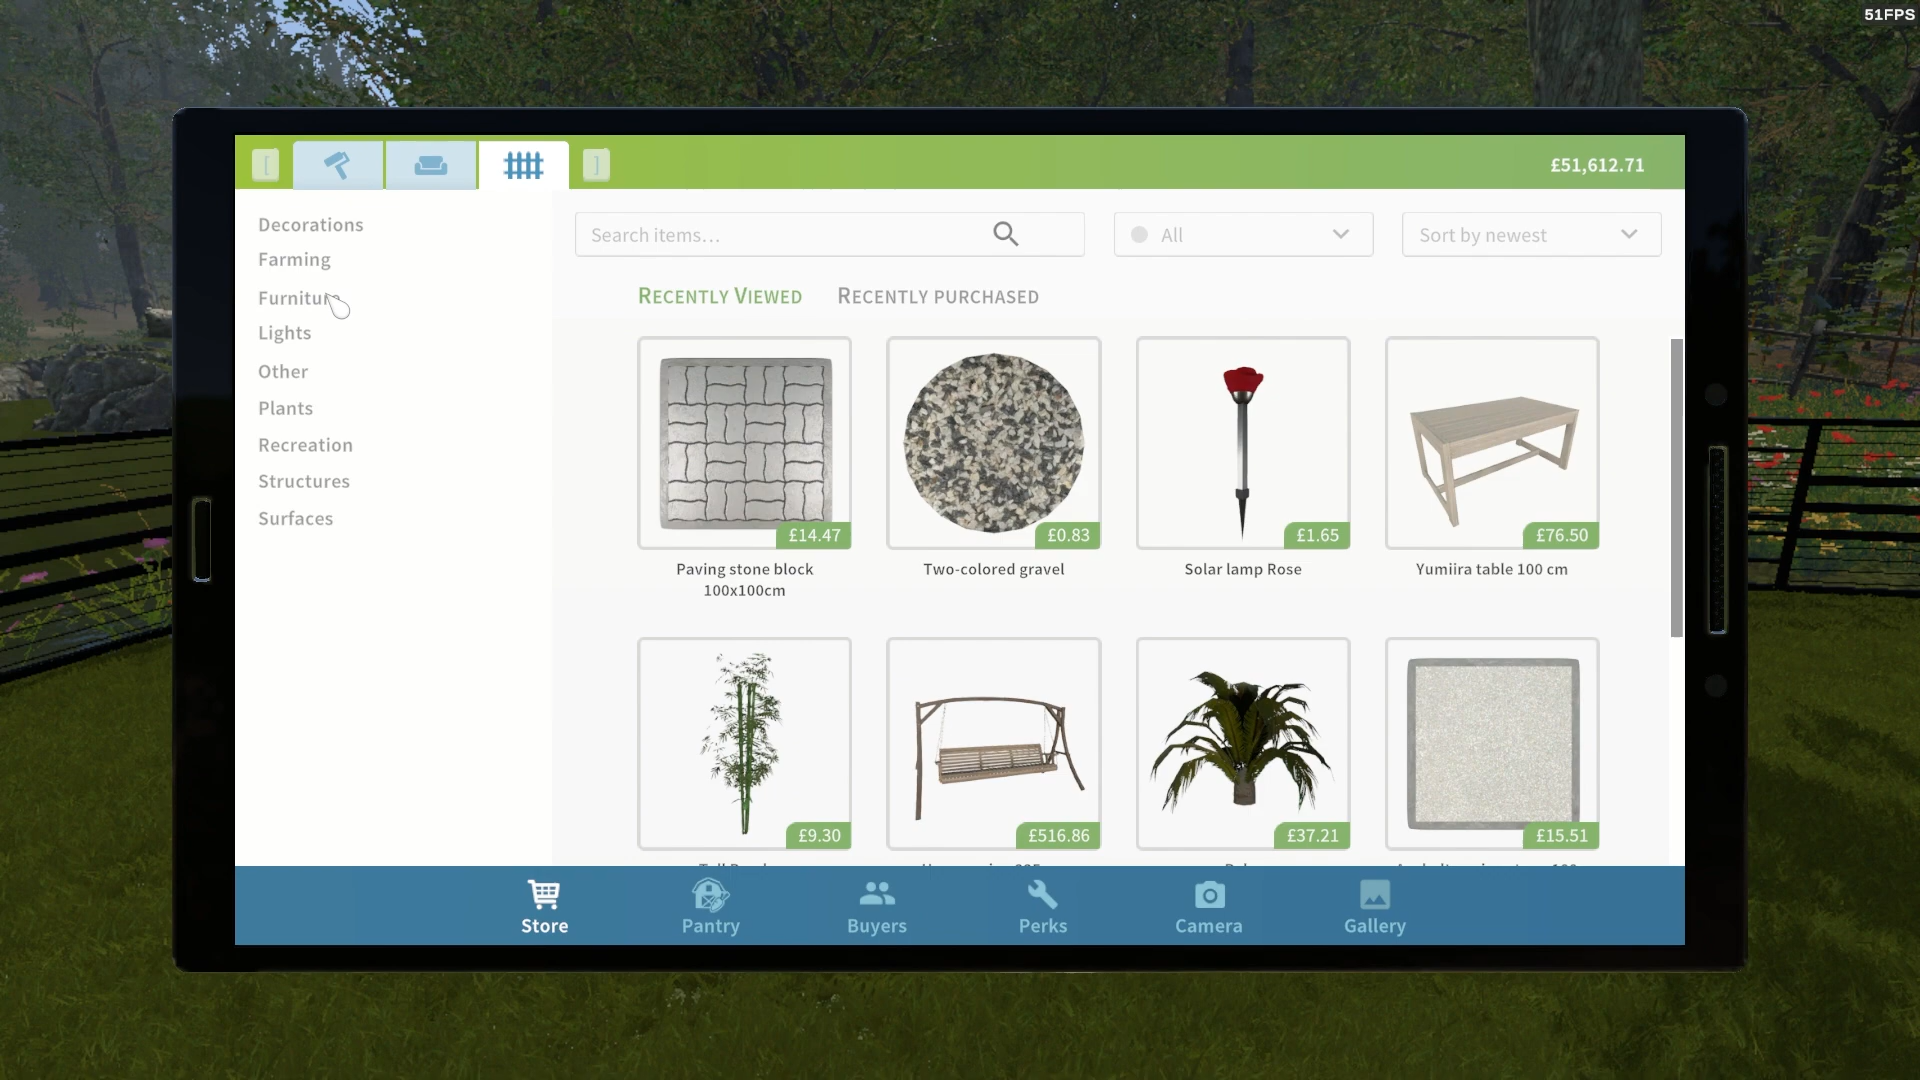 51FPS
[
]
£51,612.71
Decorations
Farming
Furniture
Lights
Other
Plants
Recreation
Structures
Surfaces
Search items...
All
Sort by newest
RECENTLY VIEWED
RECENTLY PURCHASED
£14.47
£0.83
£1.65
£76.50
Paving stone block
100x100cm
Two-colored gravel
Solar lamp Rose
Yumiira table 100 cm
£9.30
£516.86
£37.21
£15.51
Store
Pantry
Buyers
Perks
Camera
Gallery